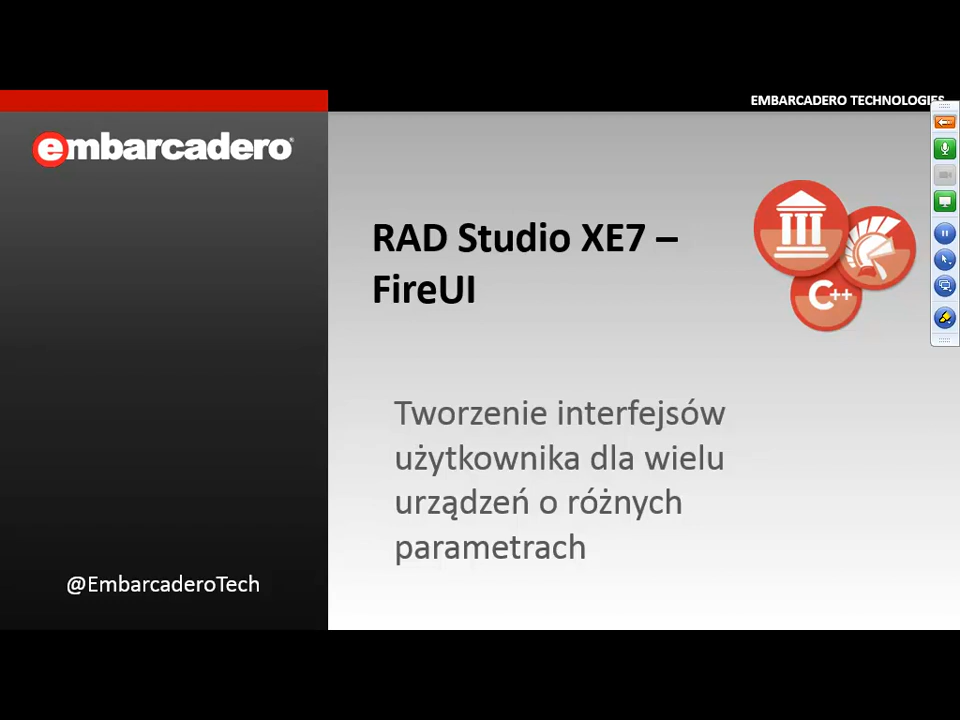 EMBARCADERO TECHNOLOGIES
embarcadero
RAD Studio XE7 –
FireUI
C++
Tworzenie interfejsów
użytkownika dla wielu
urządzeń o różnych
parametrach
@EmbarcaderoTech